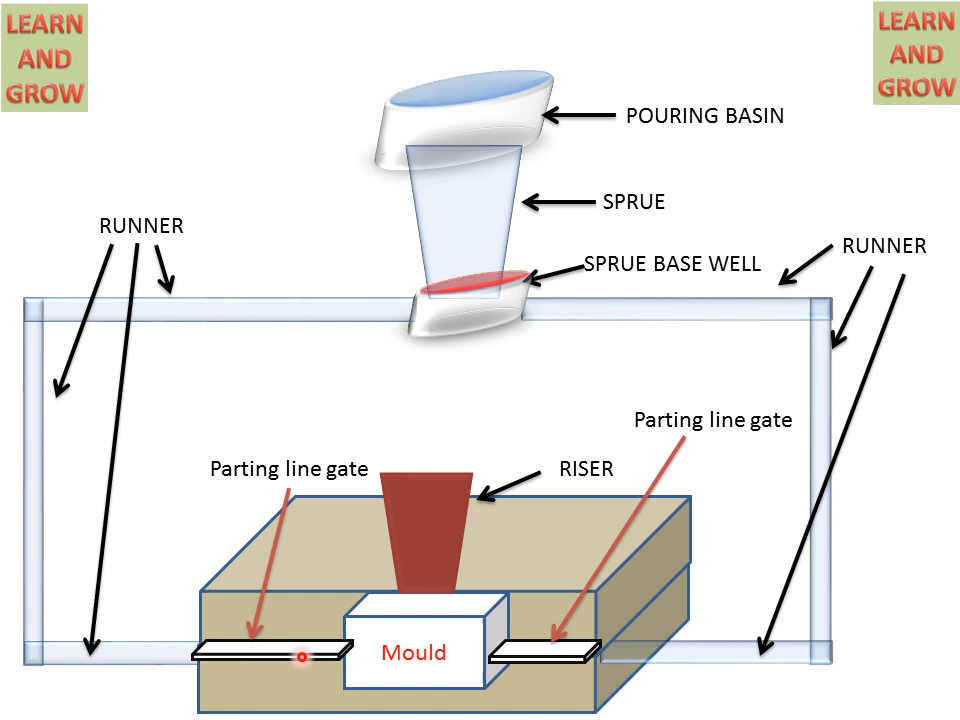 LEARN
AND
GROW
LEARN
AND
GROW
POURING BASIN
SPRUE
RUNNER
RUNNER
SPRUE BASE WELL
Parting line gate
Parting line gate
RISER
Mould